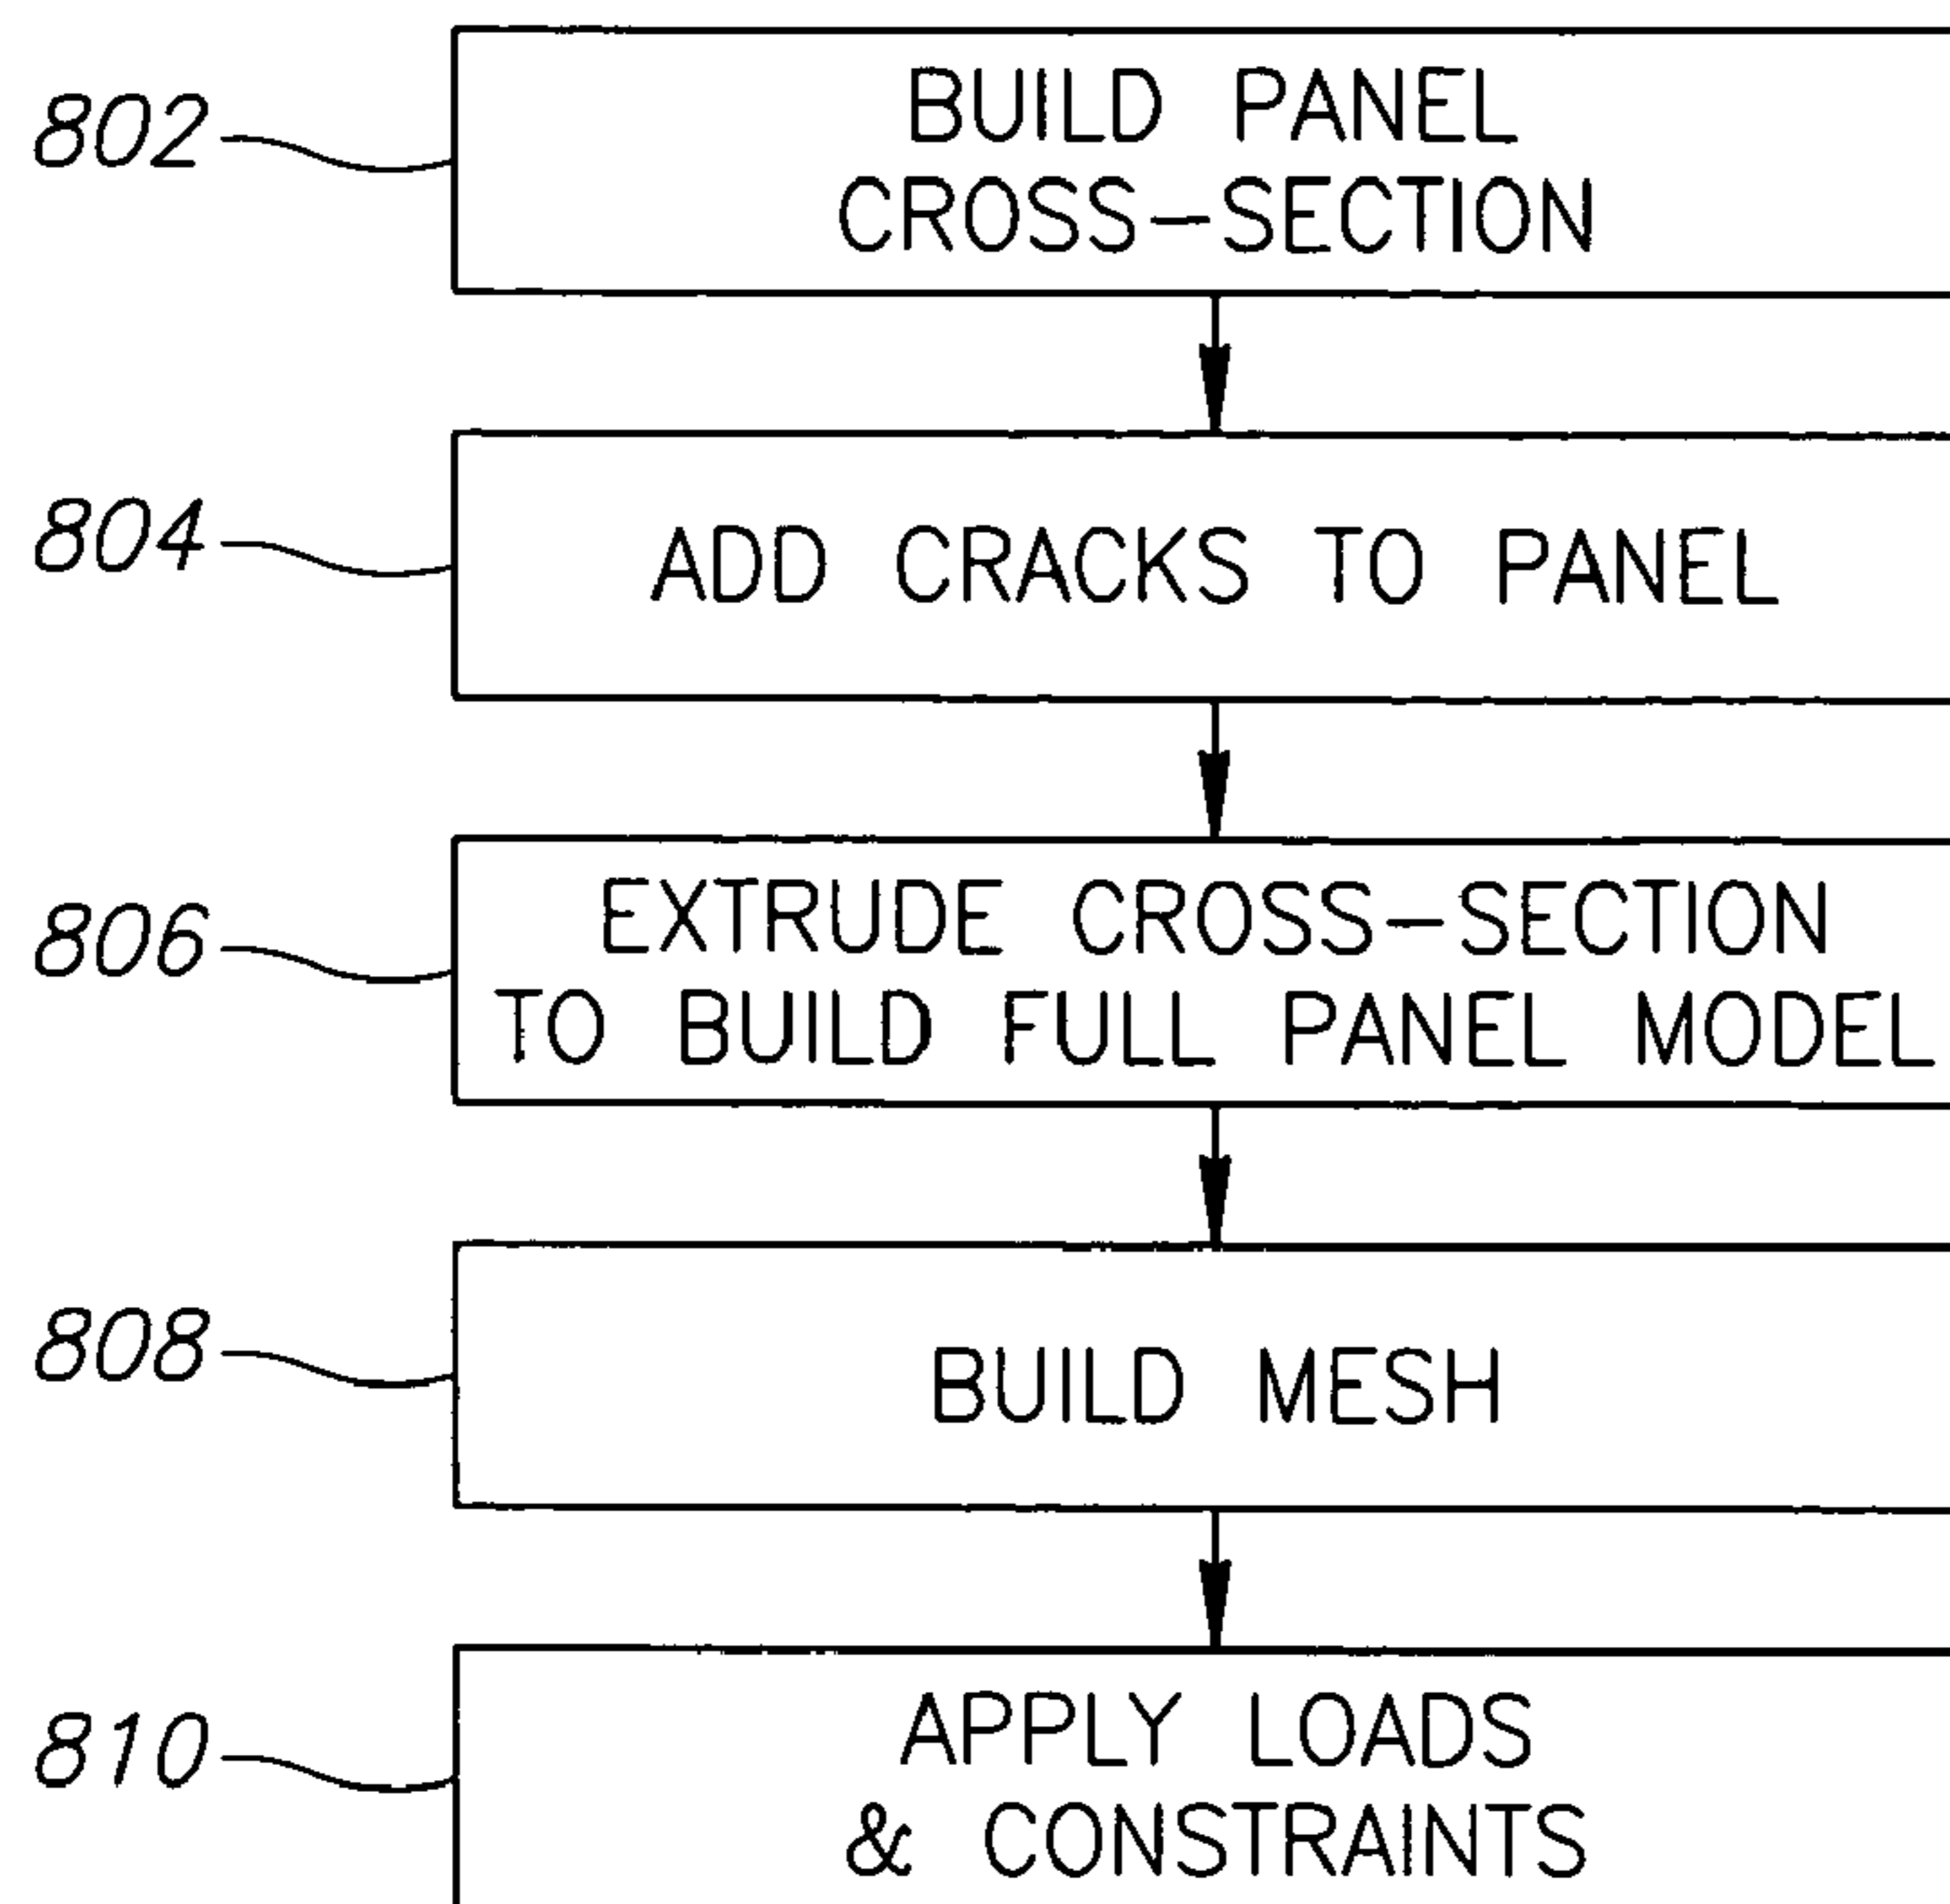 802
BUILD PANEL
CROSS-SECTION
804
ADD CRACKS TO PANEL
806
EXTRUDE CROSS-SECTION
TO BUILD FULL PANEL MODEL
808
BUILD MESH
810
APPLY LOADS
& CONSTRAINTS